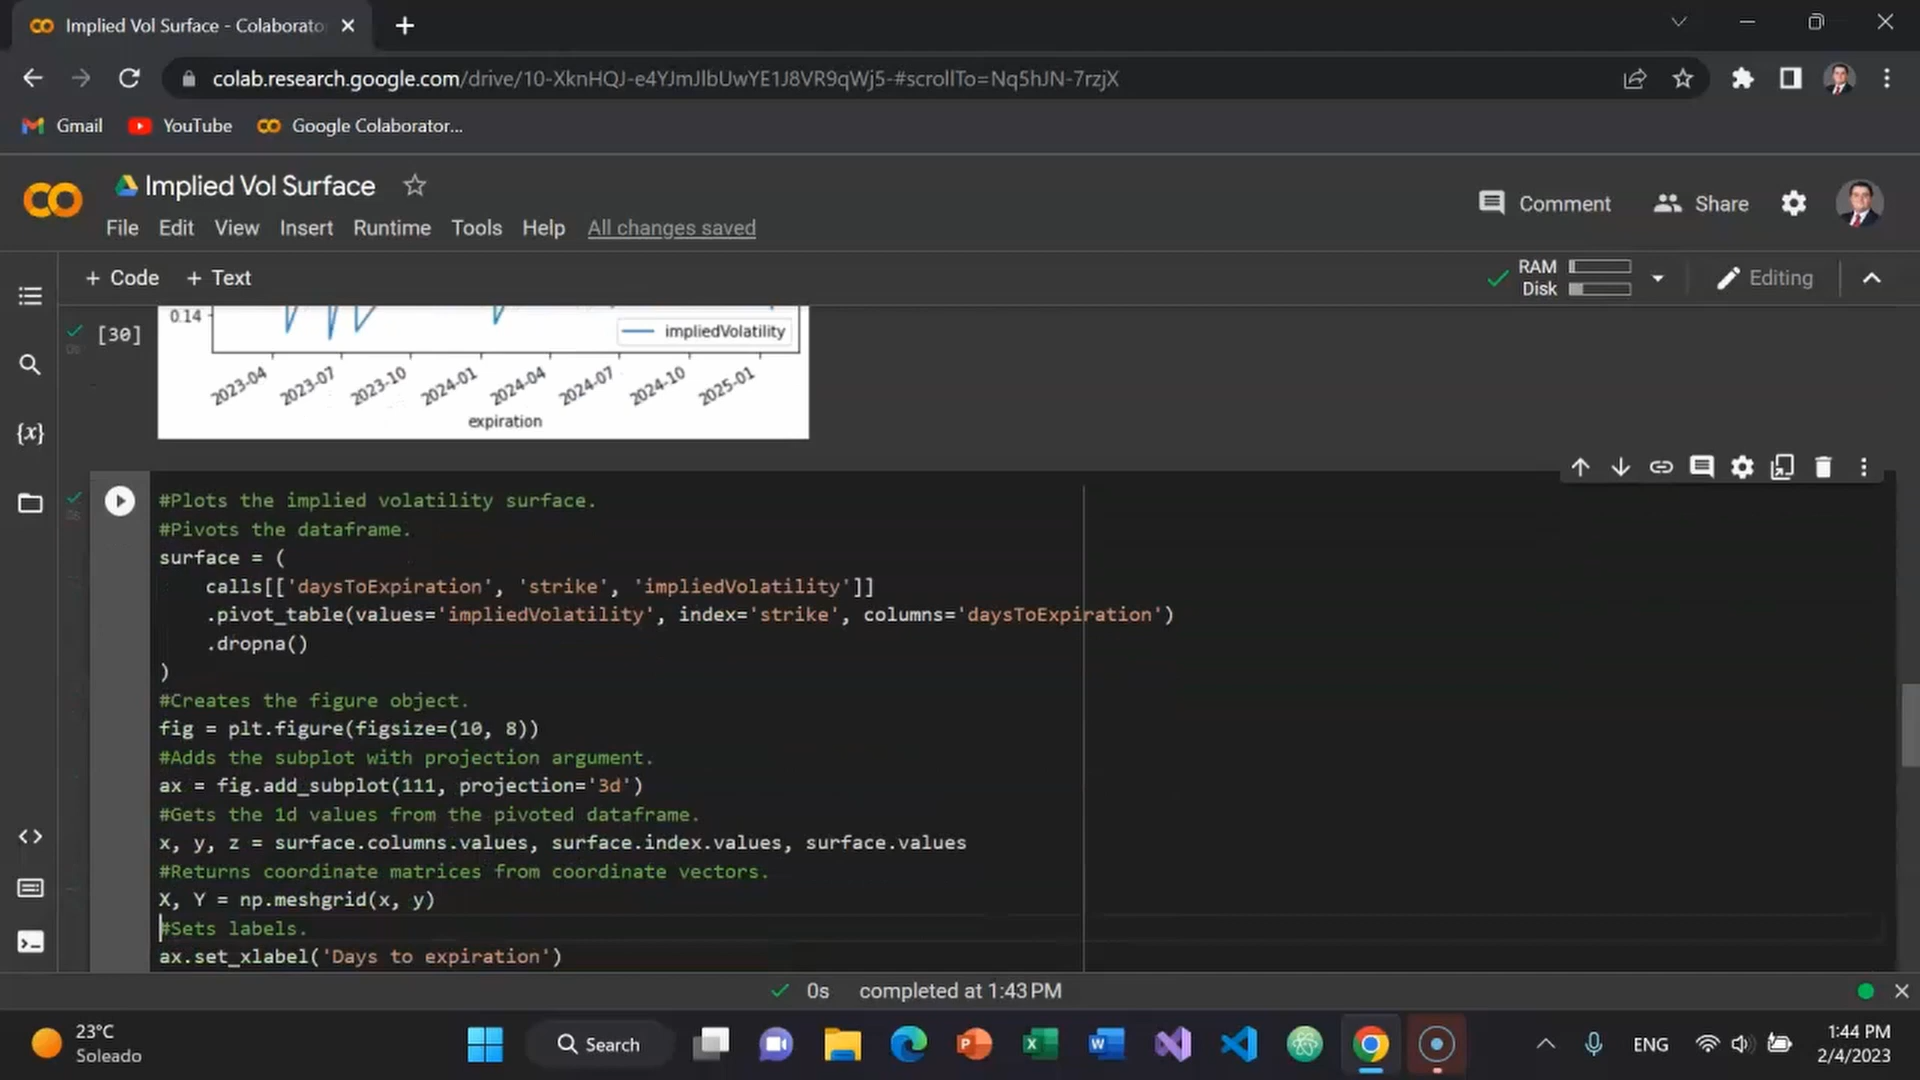 Implied Vol Surface - Colaborato
colab.research.google.com/drive/10-XknHQJ-e4YJmJlbUwYE1J8VR9qWj5-#scrollTo=Nq5hJN-7rzjX
Gmail YouTube Google Colaborator...
Implied Vol Surface
Comment Share
File Edit View Insert Runtime Tools Help All changes saved
+ Code + Text
RAM
Disk
Editing
[30]
0.14
impliedVolatility
2023-04 2023-07 2023-10 2024-01 2024-04 2024-07 2024-10 2025-01
expiration
#Plots the implied volatility surface.
#Pivots the dataframe.
surface = (
calls[['daysToExpiration', 'strike', 'impliedVolatility']]
.pivot_table(values='impliedVolatility', index='strike', columns='daysToExpiration')
.dropna()
)
#Creates the figure object.
fig = plt.figure(figsize=(10, 8))
#Adds the subplot with projection argument.
ax = fig.add_subplot(111, projection='3d')
#Gets the 1d values from the pivoted dataframe.
x, y, z = surface.columns.values, surface.index.values, surface.values
#Returns coordinate matrices from coordinate vectors.
X, Y = np.meshgrid(x, y)
#Sets labels.
ax.set_xlabel('Days to expiration')
0s completed at 1:43 PM
23°C
Soleado
Search
ENG
1:44 PM
2/4/2023